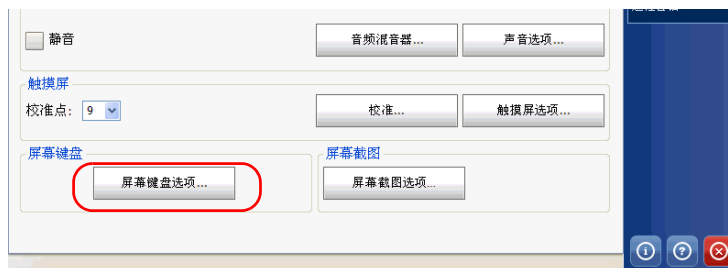 静音
音频混音器...
声音选项...
触摸屏
校准点: 9
校准...
触摸屏选项...
屏幕键盘
屏幕截图
屏幕键盘选项...
屏幕截图选项...